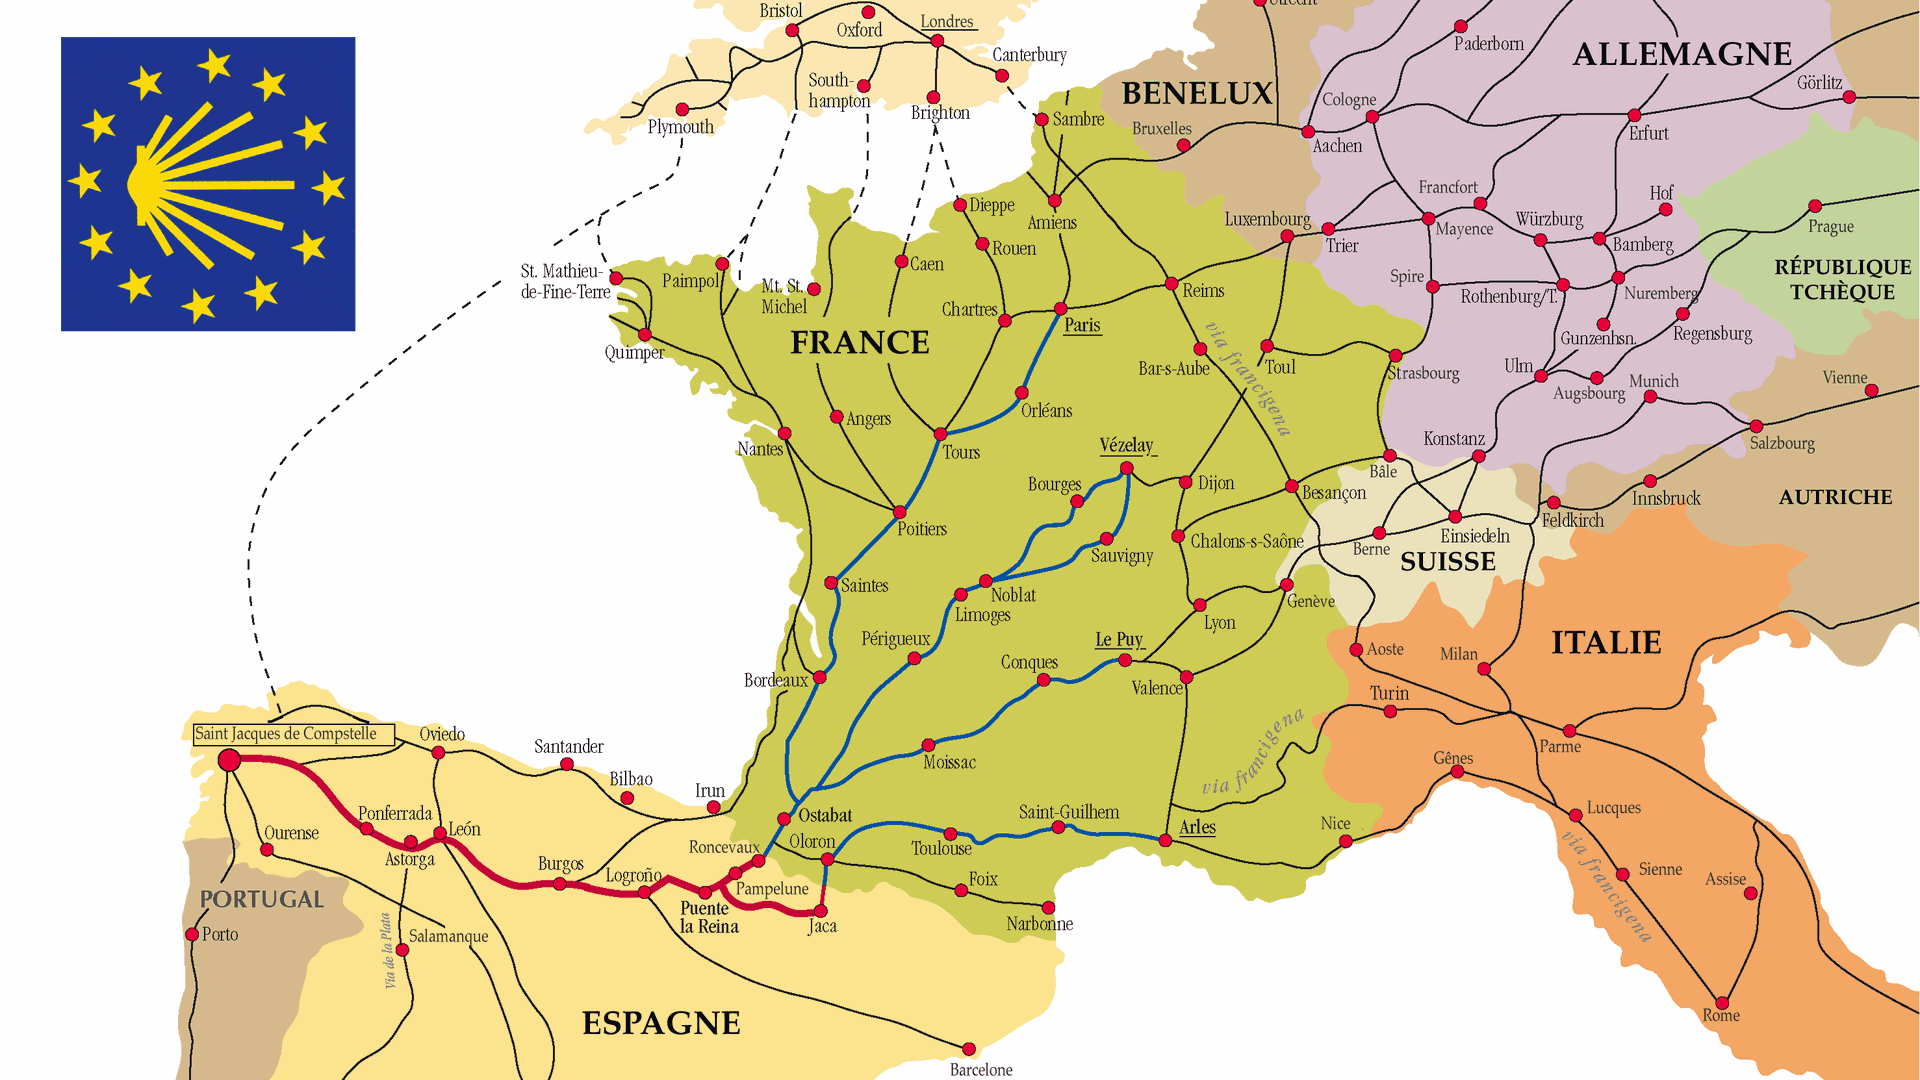 Utrecht
Bristol
Oxford
Londres
Canterbury
Paderborn
ALLEMAGNE
Görlitz
South-
hampton
Brighton
Plymouth
BENELUX
Cologne
Sambre
Bruxelles
Aachen
Erfurt
Francfort
Hof
Dieppe
Amiens
Luxembourg
Trier
Mayence
Würzburg
Bamberg
Prague
Rouen
Caen
St. Mathieu-
de-Fine-Terre
Paimpol
Mt. St.
Michel
Reims
Spire
Rothenburg/T.
Nuremberg
RÉPUBLIQUE
TCHÈQUE
Chartres
Paris
FRANCE
Quimper
via francigena
Gunzenhsn.
Regensburg
Bar-s-Aube
Toul
Strasbourg
Ulm
Augsbourg
Munich
Vienne
Orléans
Angers
Nantes
Tours
Vézelay
Konstanz
Salzbourg
Bâle
Bourges
Dijon
Besançon
Innsbruck
AUTRICHE
Feldkirch
Poitiers
Sauvigny
Chalons-s-Saône
Berne
Einsiedeln
SUISSE
Saintes
Noblat
Limoges
Genève
Lyon
Périgueux
Le Puy
Aoste
Milan
ITALIE
Conques
Bordeaux
Valence
Turin
Saint Jacques de Compstelle
Oviedo
Santander
via francigena
Parme
Moissac
Gênes
Bilbao
Irun
Ponferrada
Ostabat
Saint-Guilhem
Lucques
Ourense
León
Arles
Nice
Oloron
Toulouse
Roncevaux
Astorga
Burgos
Logroño
Pampelune
Foix
via francigena
Sienne
Assise
PORTUGAL
Puente
la Reina
Jaca
Narbonne
Porto
Via de la Plata
Salamanque
ESPAGNE
Rome
Barcelone